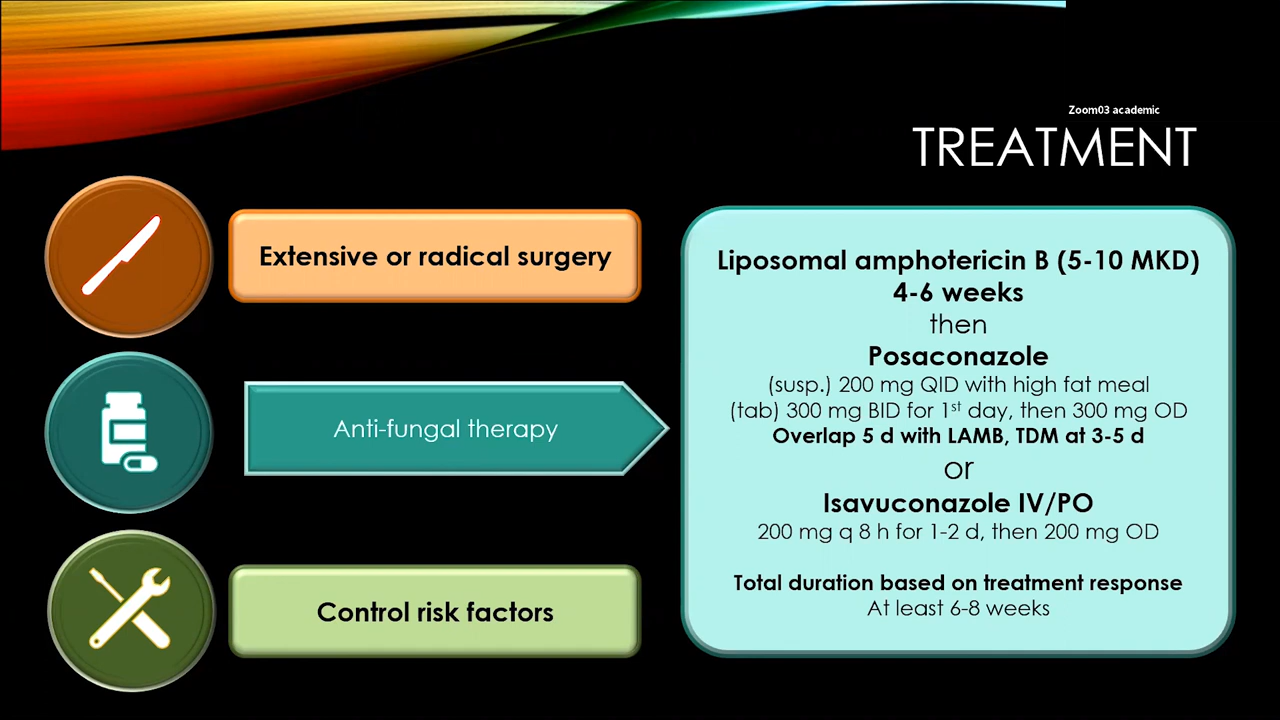 Zoom03 academic
TREATMENT
Extensive or radical surgery
Anti-fungal therapy
Control risk factors
Liposomal amphotericin B (5-10 MKD)
4-6 weeks
then
Posaconazole
(susp.) 200 mg QID with high fat meal
(tab) 300 mg BID for 1st day, then 300 mg OD
Overlap 5 d with LAMB, TDM at 3-5 d
or
Isavuconazole IV/PO
200 mg q 8 h for 1-2 d, then 200 mg OD
Total duration based on treatment response
At least 6-8 weeks